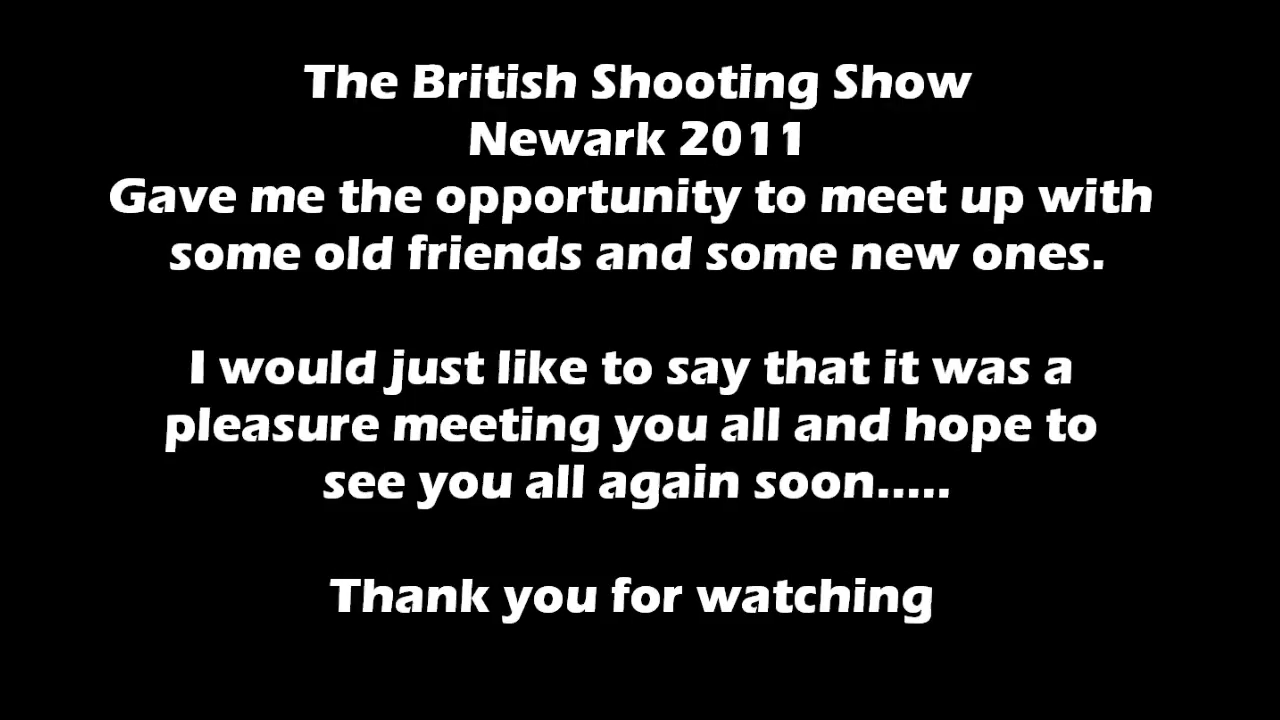 The British Shooting Show
Newark 2011
Gave me the opportunity to meet up with
some old friends and some new ones.
I would just like to say that it was a
pleasure meeting you all and hope to
see you all again soon.....
Thank you for watching